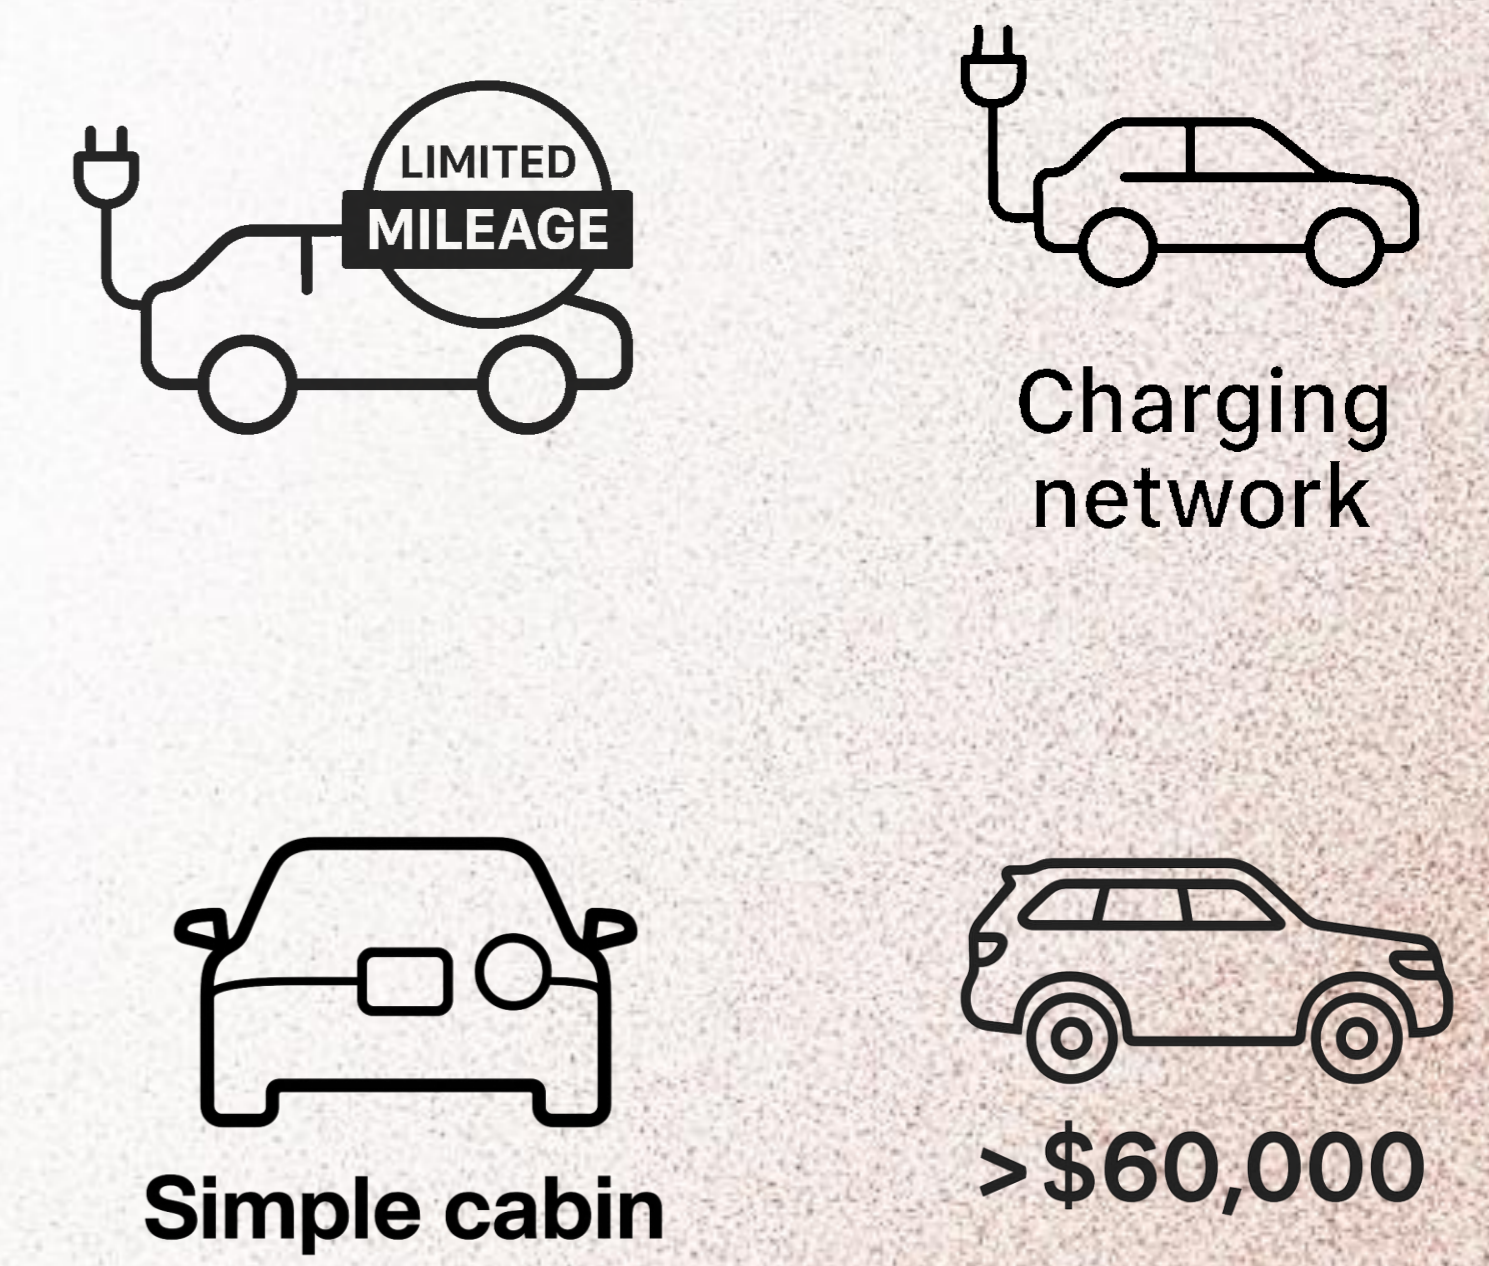 LIMITED
MILEAGE
Charging
network
Simple cabin
>$60,000